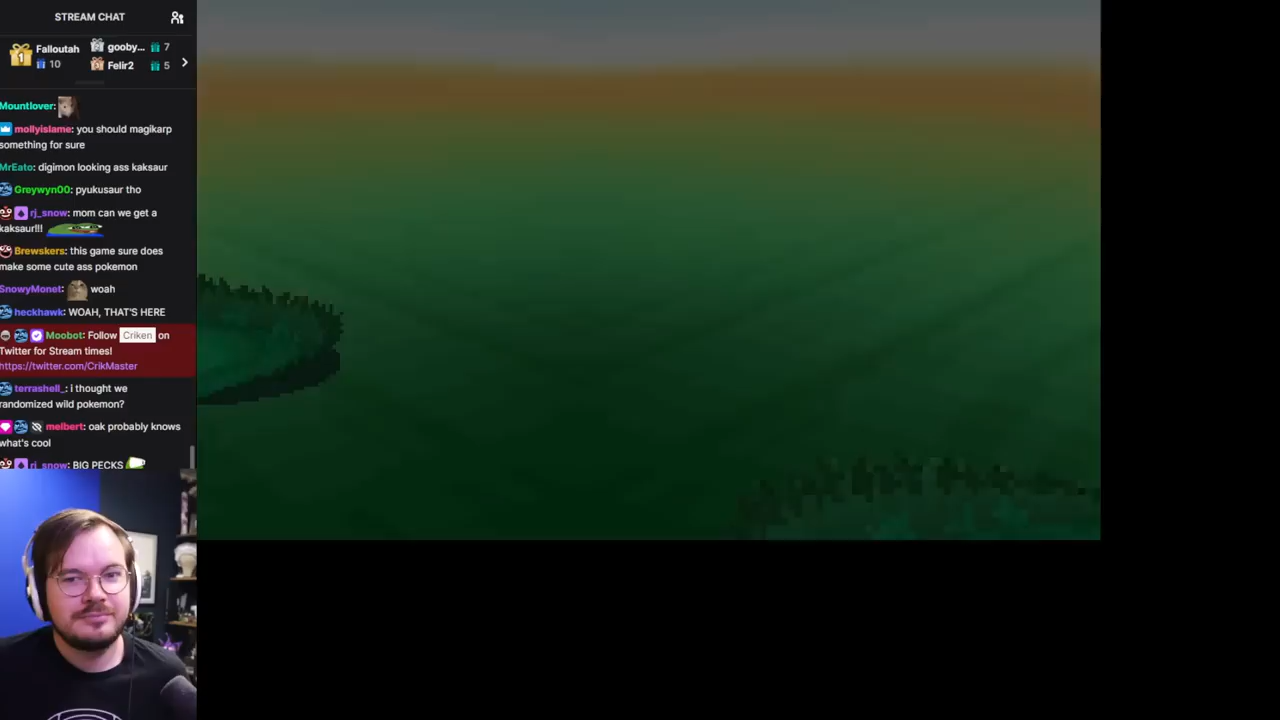 STREAM CHAT
Falloutah
10
gooby...
7
Felir2
5
Mountlover:
mollyislame: you should magikarp
something for sure
MrEato: digimon looking ass kaksaur
Greywyn00: pyukusaur tho
rj_snow: mom can we get a
kaksaur!!!
Brewskers: this game sure does
make some cute ass pokemon
SnowyMonet: woah
heckhawk: WOAH, THAT'S HERE
Moobot: Follow Criken on
Twitter for Stream times!
https://twitter.com/CrikMaster
terrashell_: i thought we
randomized wild pokemon?
melbert: oak probably knows
what's cool
rj_snow: BIG PECKS